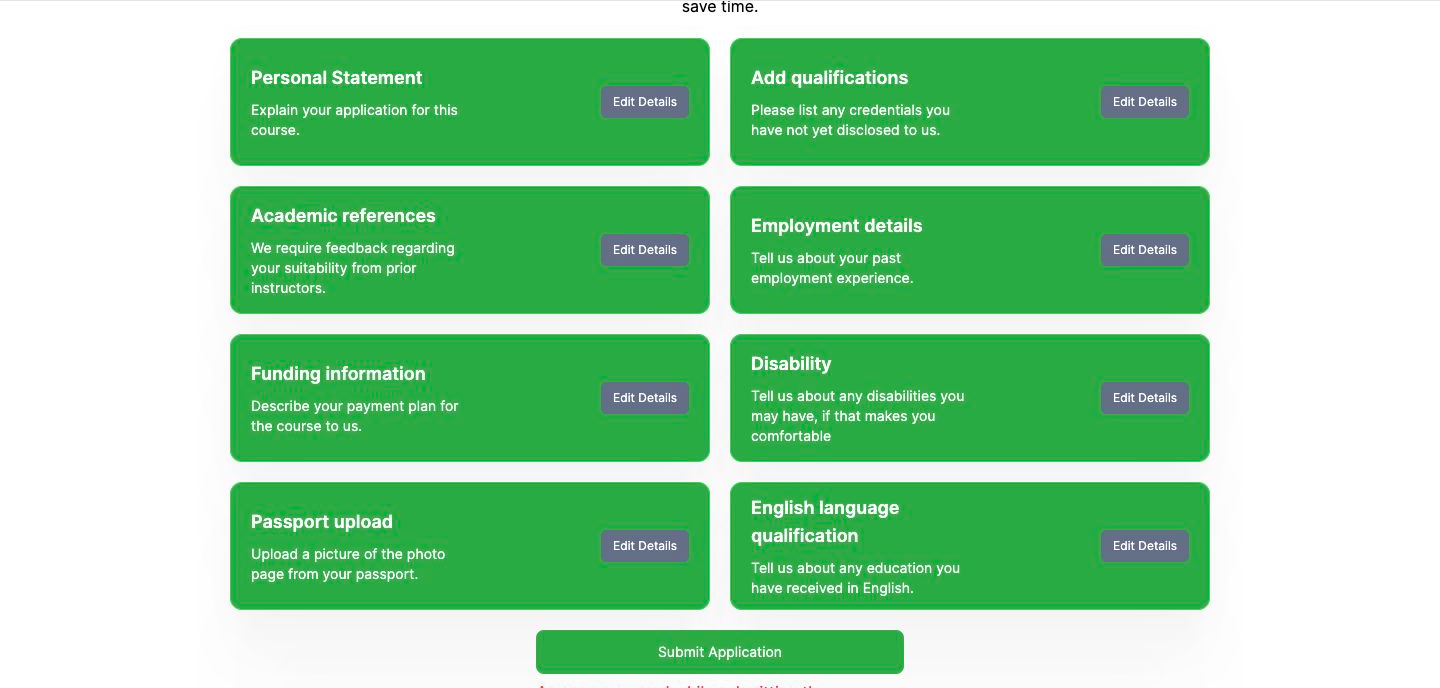 save time.
Personal Statement
Explain your application for this
course.
Edit Details
Add qualifications
Please list any credentials you
have not yet disclosed to us.
Edit Details
Academic references
We require feedback regarding
your suitability from prior
instructors.
Edit Details
Employment details
Tell us about your past
employment experience.
Edit Details
Funding information
Describe your payment plan for
the course to us.
Edit Details
Disability
Tell us about any disabilities you
may have, if that makes you
comfortable
Edit Details
Passport upload
Upload a picture of the photo
page from your passport.
Edit Details
English language
qualification
Tell us about any education you
have received in English.
Edit Details
Submit Application